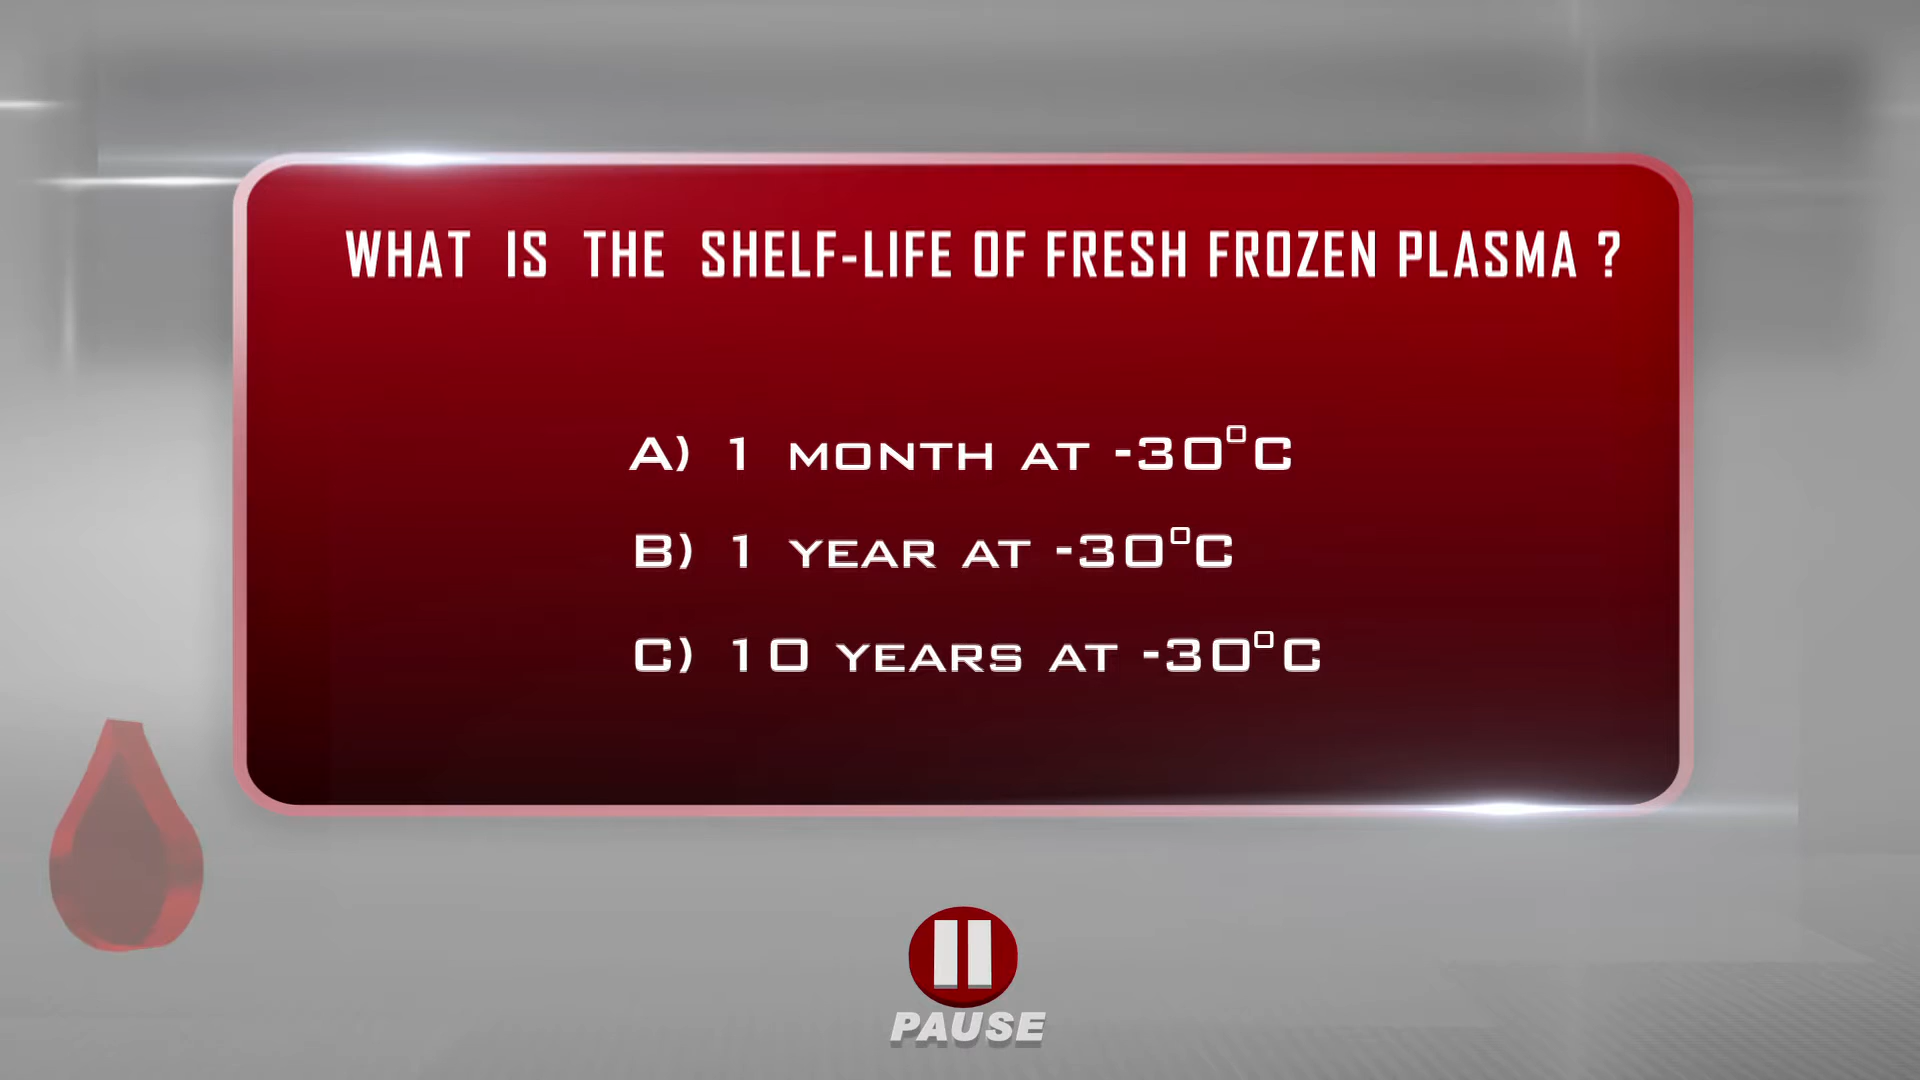 WHAT IS THE SHELF-LIFE OF FRESH FROZEN PLASMA ?
A) 1 MONTH AT -30°C
B) 1 YEAR AT -30°C
C) 10 YEARS AT -30°C
PAUSE